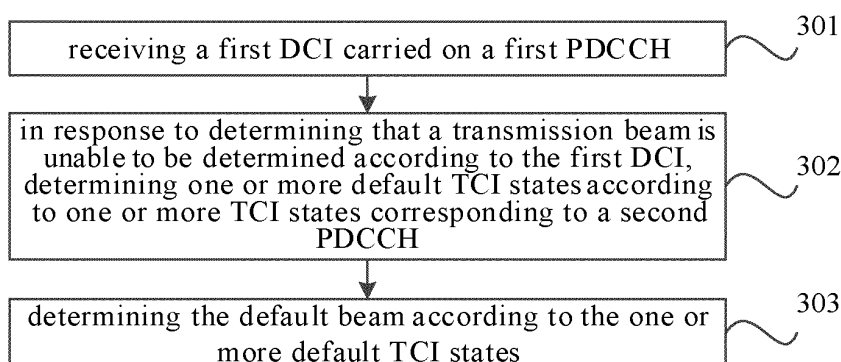 receiving a first DCI carried on a first PDCCH
301
in response to determining that a transmission beam is
unable to be determined according to the first DCI,
determining one or more default TCI states according
to one or more TCI states corresponding to a second
PDCCH
302
determining the default beam according to the one or
more default TCI states
303